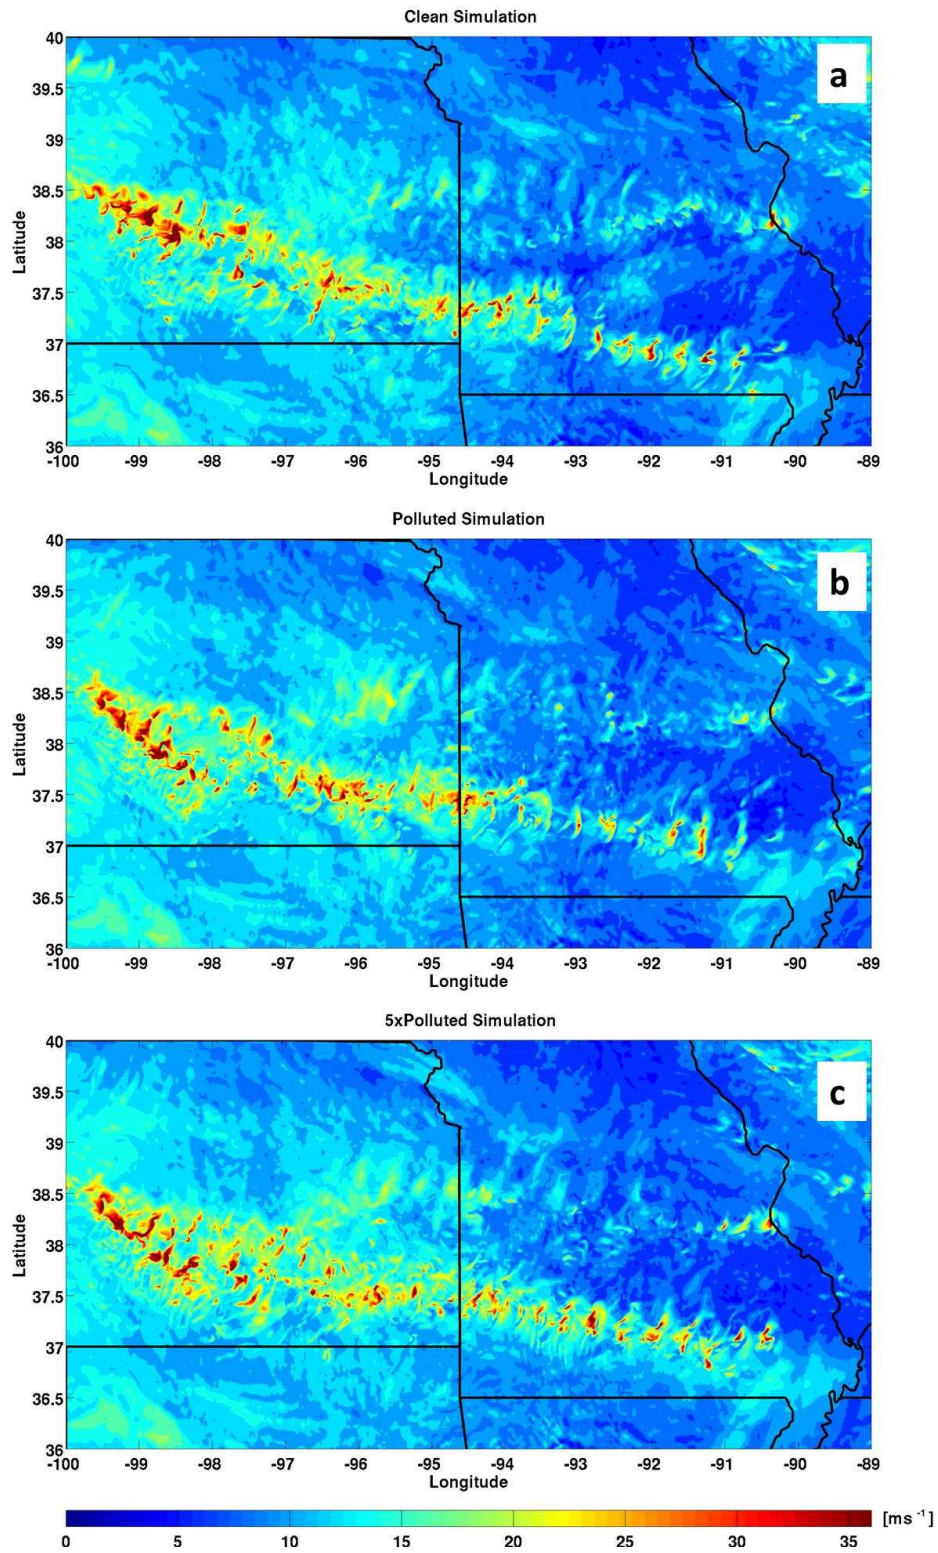 Clean Simulation
a
Latitude
40
39.5
39
38.5
38
37.5
37
36.5
36
-100 -99 -98 -97 -96 -95 -94 -93 -92 -91 -90 -89
Longitude
Polluted Simulation
b
Latitude
40
39.5
39
38.5
38
37.5
37
36.5
36
-100 -99 -98 -97 -96 -95 -94 -93 -92 -91 -90 -89
Longitude
5xPolluted Simulation
c
Latitude
40
39.5
39
38.5
38
37.5
37
36.5
36
-100 -99 -98 -97 -96 -95 -94 -93 -92 -91 -90 -89
Longitude
[ms⁻¹]
0 5 10 15 20 25 30 35